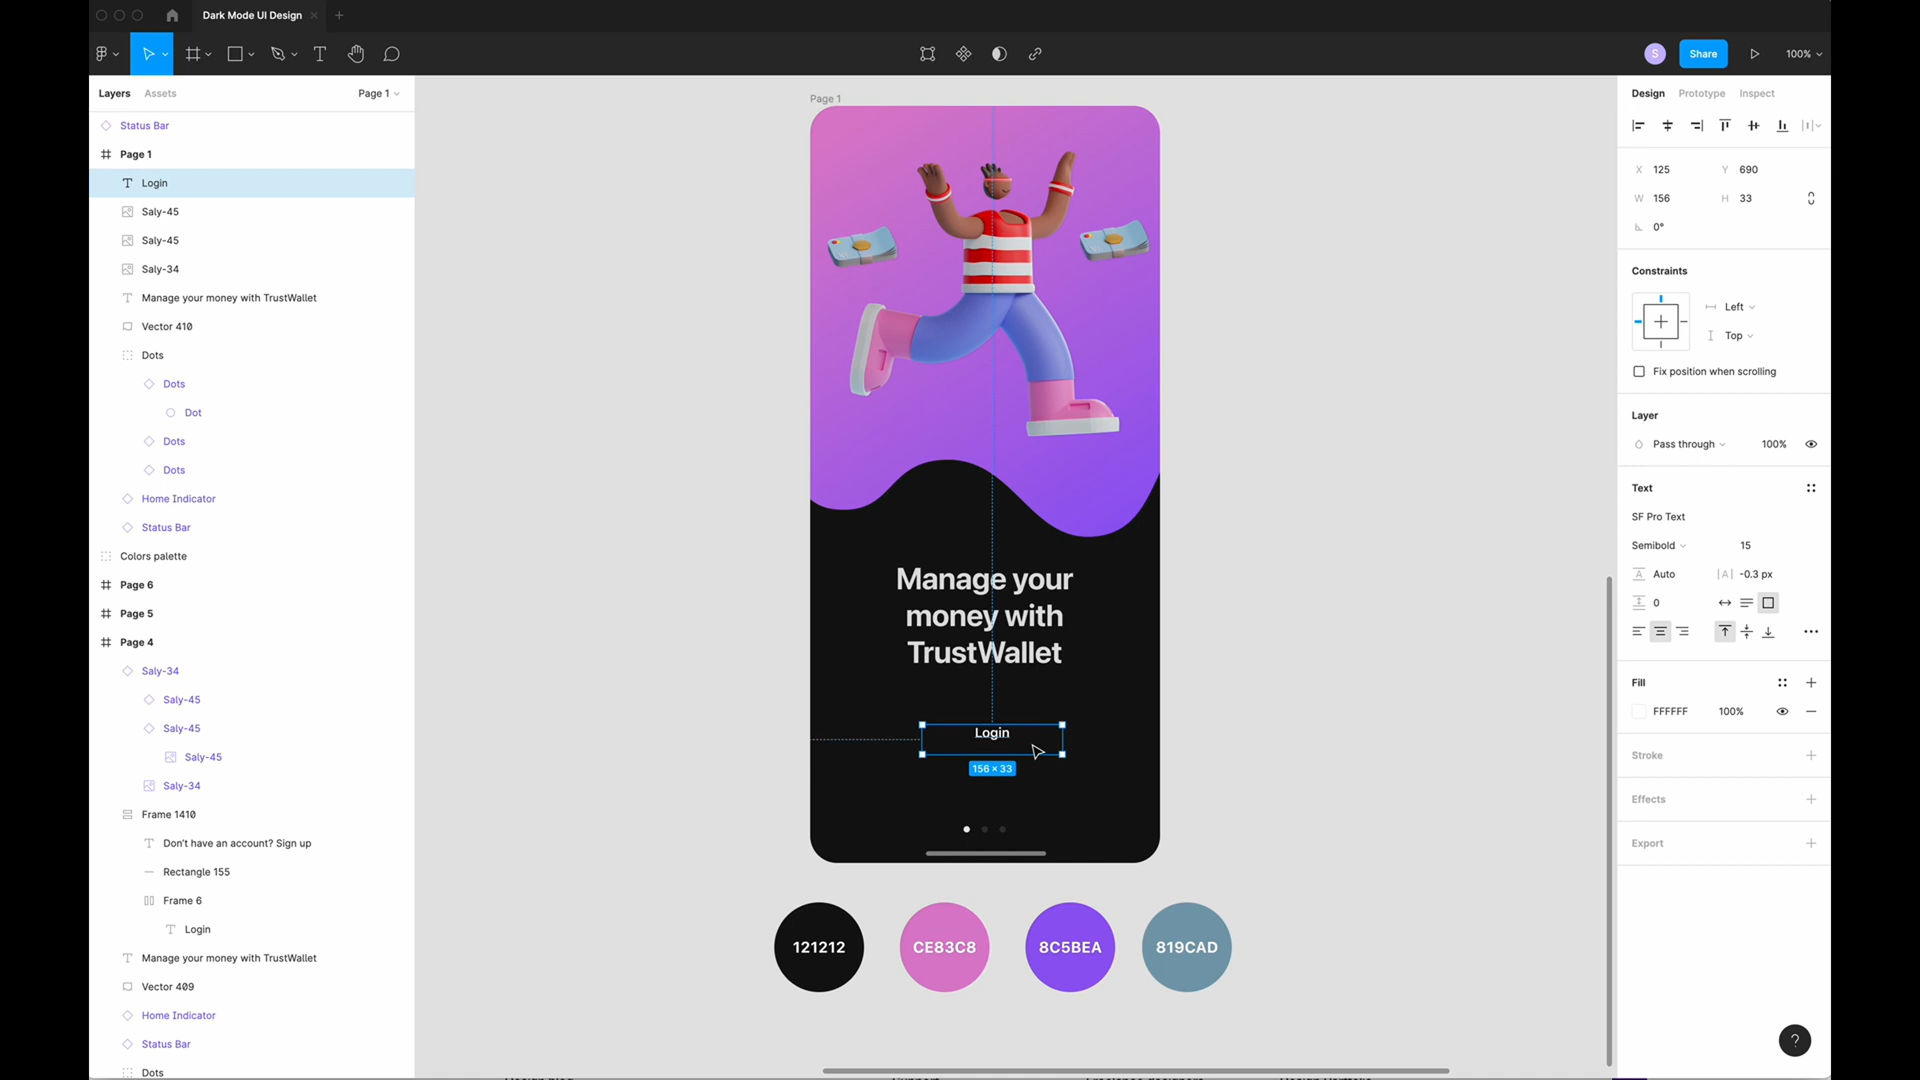 Dark Mode UI Design
S
Share
100%
Layers
Assets
Page 1
Status Bar
Page 1
Login
Saly-45
Saly-45
Saly-34
Manage your money with TrustWallet
Vector 410
Dots
Dots
Dot
Dots
Dots
Home Indicator
Status Bar
Colors palette
Page 6
Page 5
Page 4
Saly-34
Saly-45
Saly-45
Saly-45
Saly-34
Frame 1410
Don't have an account? Sign up
Rectangle 155
Frame 6
Login
Manage your money with TrustWallet
Vector 409
Home Indicator
Status Bar
Dots
Page 1
Manage your
money with
TrustWallet
Login
156 × 33
121212
CE83C8
8C5BEA
819CAD
Design
Prototype
Inspect
X 125
Y 690
W 156
H 33
0°
Constraints
Left
Top
Fix position when scrolling
Layer
Pass through
100%
Text
SF Pro Text
Semibold
15
A Auto
|A| -0.3 px
0
Fill
FFFFFF
100%
Stroke
Effects
Export
?